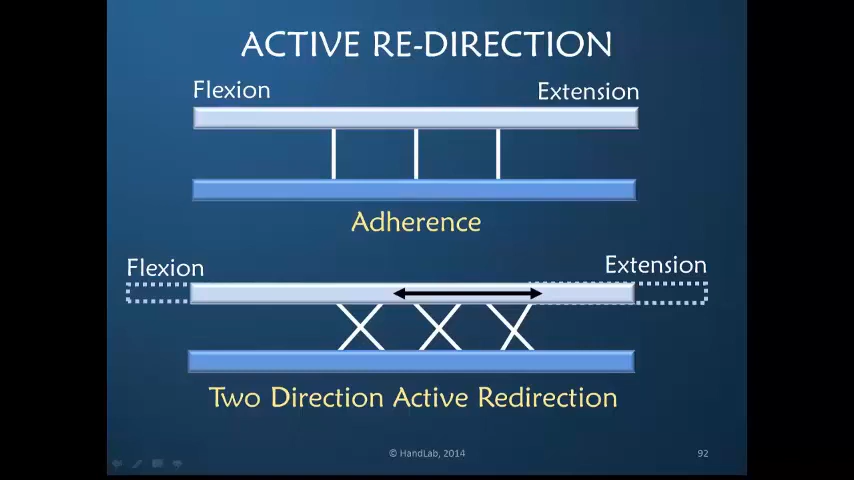 ACTIVE RE-DIRECTION
Flexion Extension
Adherence
Flexion Extension
Two Direction Active Redirection
© HandLab, 2014 92